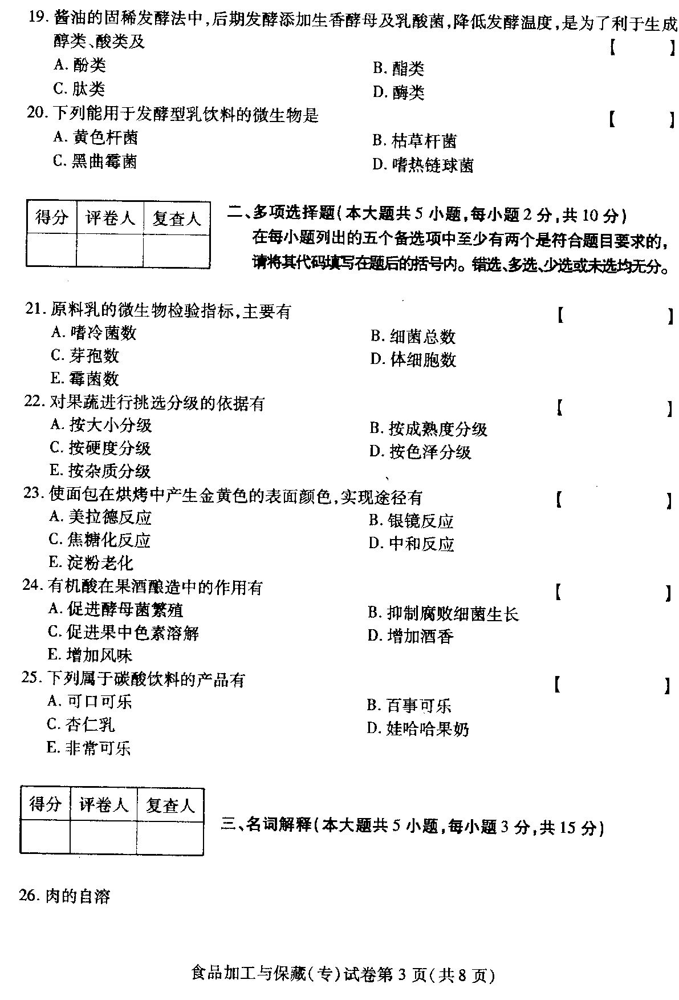 19. 酱油的固稀发酵法中,后期发酵添加生香酵母及乳酸菌,降低发酵温度,是为了利于生成
醇类、酸类及 【 】
A. 酚类 B. 酯类
C. 肽类 D. 酶类
20. 下列能用于发酵型乳饮料的微生物是 【 】
A. 黄色杆菌 B. 枯草杆菌
C. 黑曲霉菌 D. 嗜热链球菌
得分 评卷人 复查人
二、多项选择题(本大题共5小题,每小题2分,共10分)
在每小题列出的五个备选项中至少有两个是符合题目要求的,
请将其代码填写在题后的括号内。错选、多选、少选或未选均无分。
21. 原料乳的微生物检验指标,主要有 【 】
A. 嗜冷菌数 B. 细菌总数
C. 芽孢数 D. 体细胞数
E. 霉菌数
22. 对果蔬进行挑选分级的依据有 【 】
A. 按大小分级 B. 按成熟度分级
C. 按硬度分级 D. 按色泽分级
E. 按杂质分级
23. 使面包在烘烤中产生金黄色的表面颜色,实现途径有 【 】
A. 美拉德反应 B. 银镜反应
C. 焦糖化反应 D. 中和反应
E. 淀粉老化
24. 有机酸在果酒酿造中的作用有 【 】
A. 促进酵母菌繁殖 B. 抑制腐败细菌生长
C. 促进果中色素溶解 D. 增加酒香
E. 增加风味
25. 下列属于碳酸饮料的产品有 【 】
A. 可口可乐 B. 百事可乐
C. 杏仁乳 D. 娃哈哈果奶
E. 非常可乐
得分 评卷人 复查人
三、名词解释(本大题共5小题,每小题3分,共15分)
26. 肉的自溶
食品加工与保藏(专)试卷第3页(共8页)